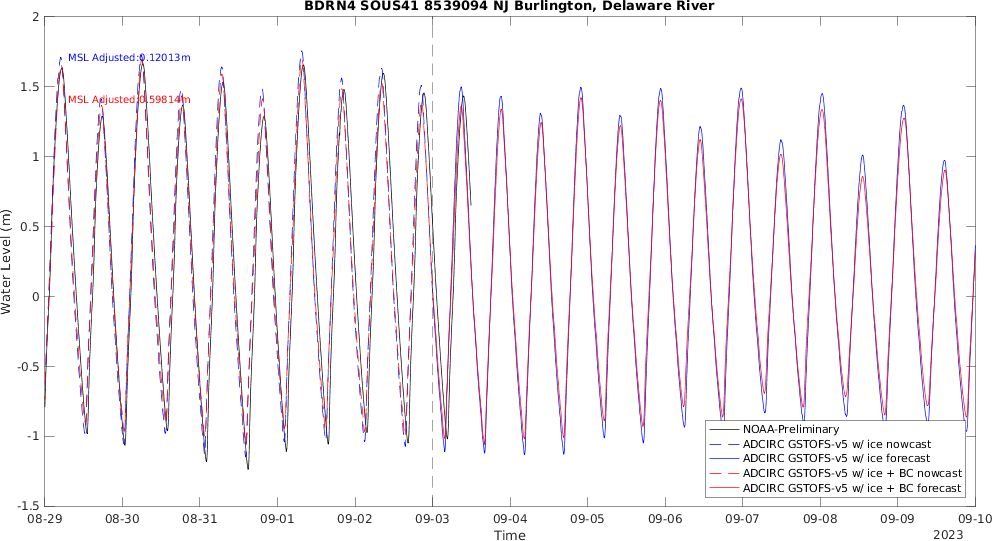 BDRN4 SOUS41 8539094 NJ Burlington, Delaware River
2
1.5
1
0.5
0
-0.5
-1
-1.5
Water Level (m)
MSL Adjusted:0.12013m
MSL Adjusted:0.59814m
NOAA-Preliminary
ADCIRC GSTOFS-v5 w/ ice nowcast
ADCIRC GSTOFS-v5 w/ ice forecast
ADCIRC GSTOFS-v5 w/ ice + BC nowcast
ADCIRC GSTOFS-v5 w/ ice + BC forecast
08-29 08-30 08-31 09-01 09-02 09-03 09-04 09-05 09-06 09-07 09-08 09-09 09-10
Time
2023